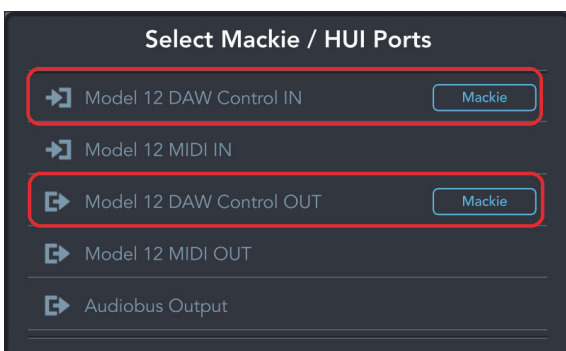 Select Mackie / HUI Ports
Model 12 DAW Control IN Mackie
Model 12 MIDI IN
Model 12 DAW Control OUT Mackie
Model 12 MIDI OUT
Audiobus Output